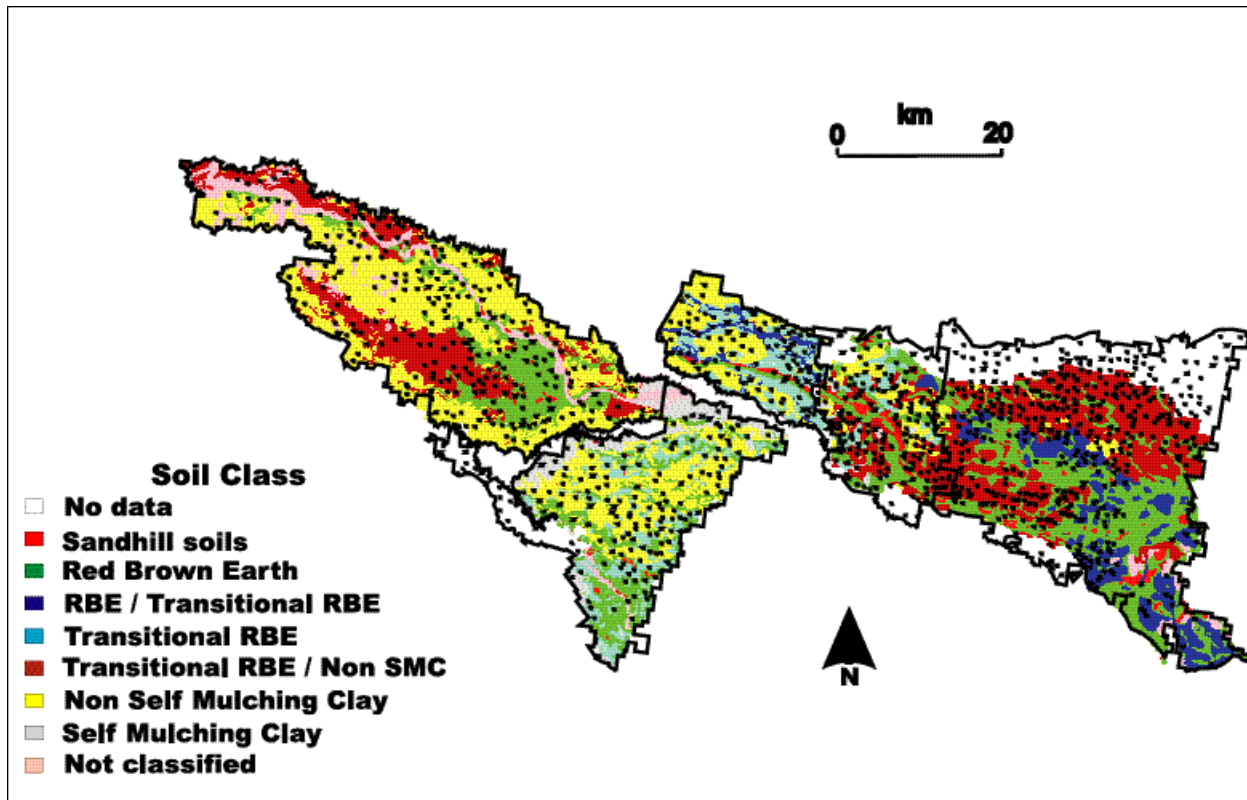 km
0 20
Soil Class
No data
Sandhill soils
Red Brown Earth
RBE / Transitional RBE
Transitional RBE
Transitional RBE / Non SMC
Non Self Mulching Clay
Self Mulching Clay
Not classified
N